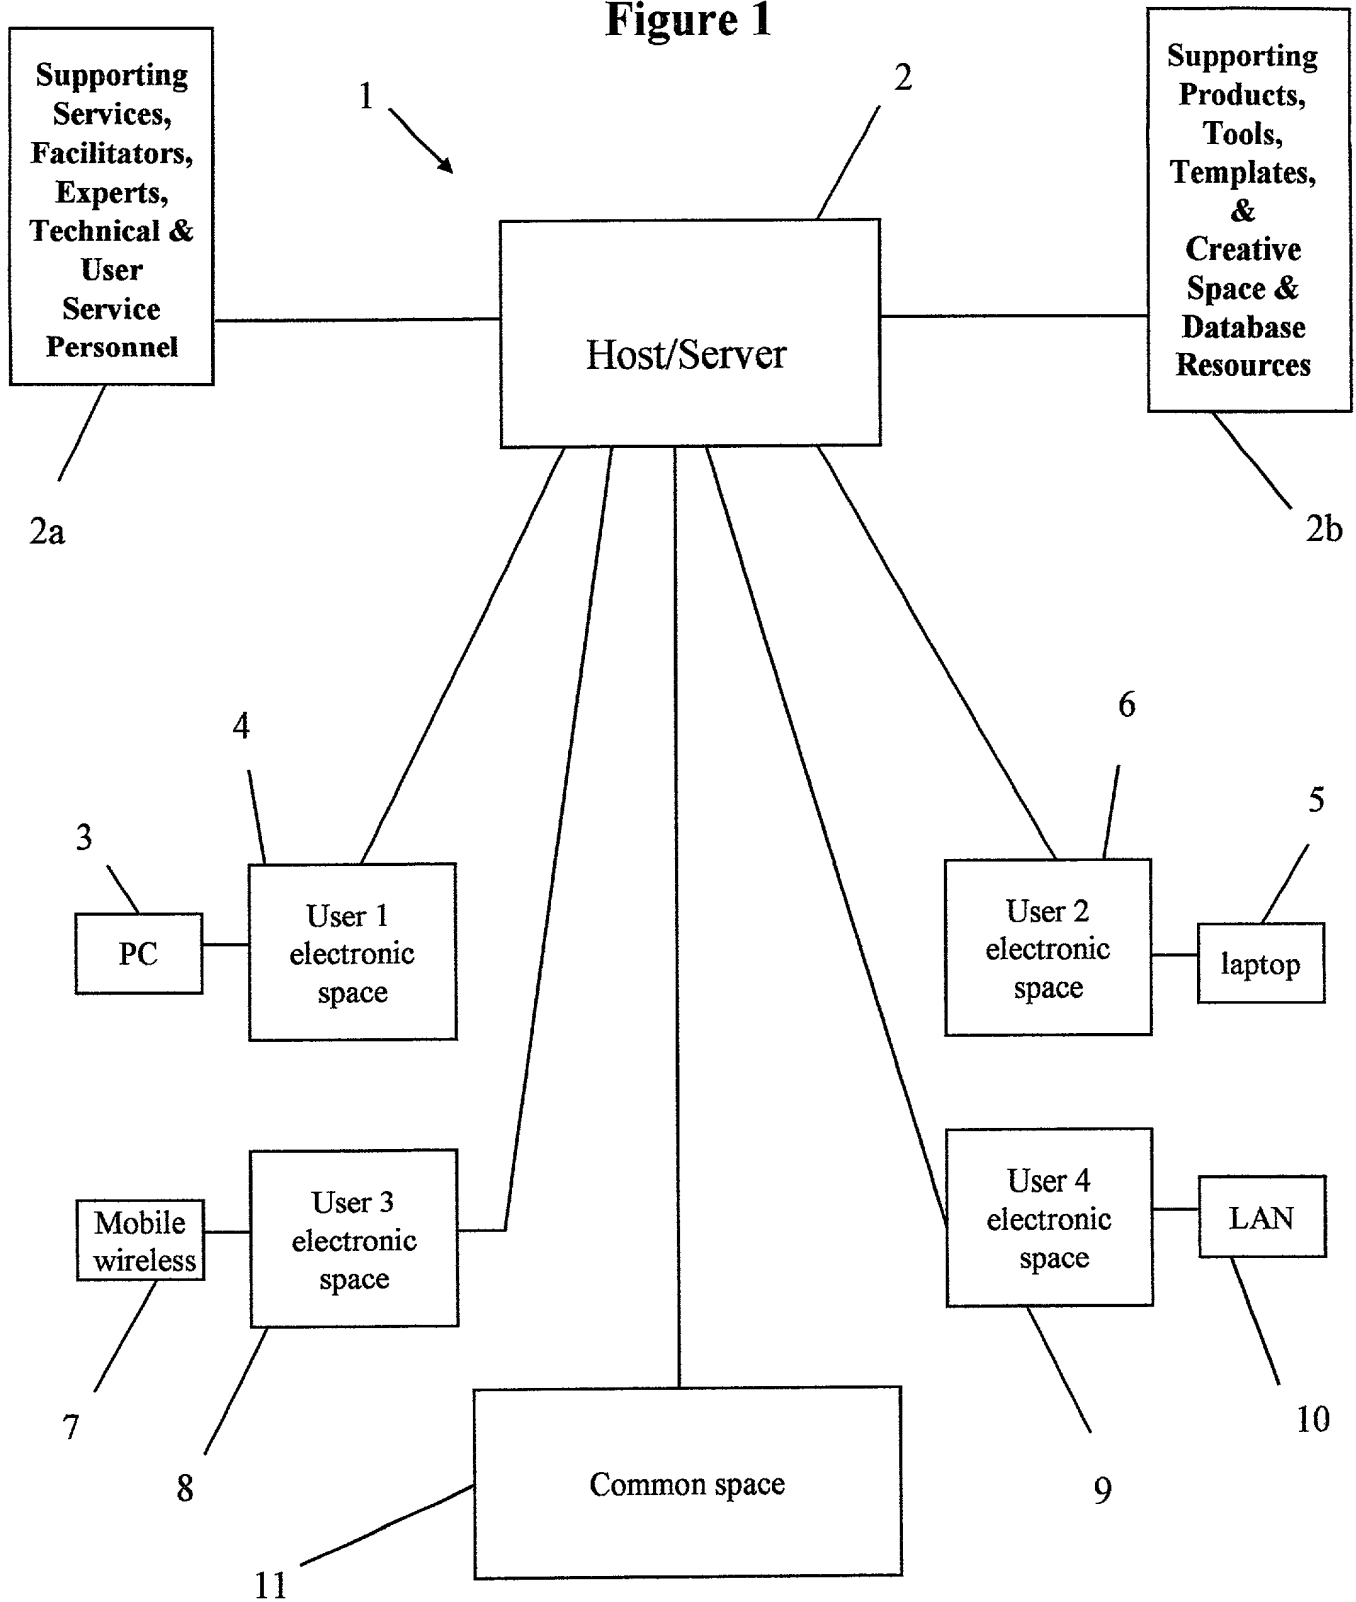 Figure 1
Supporting
Services,
Facilitators,
Experts,
Technical &
User
Service
Personnel
2a
1
2
Host/Server
Supporting
Products,
Tools,
Templates,
&
Creative
Space &
Database
Resources
2b
4
3
PC
User 1
electronic
space
6
5
User 2
electronic
space
laptop
Mobile
wireless
User 3
electronic
space
7
8
User 4
electronic
space
LAN
10
9
Common space
11